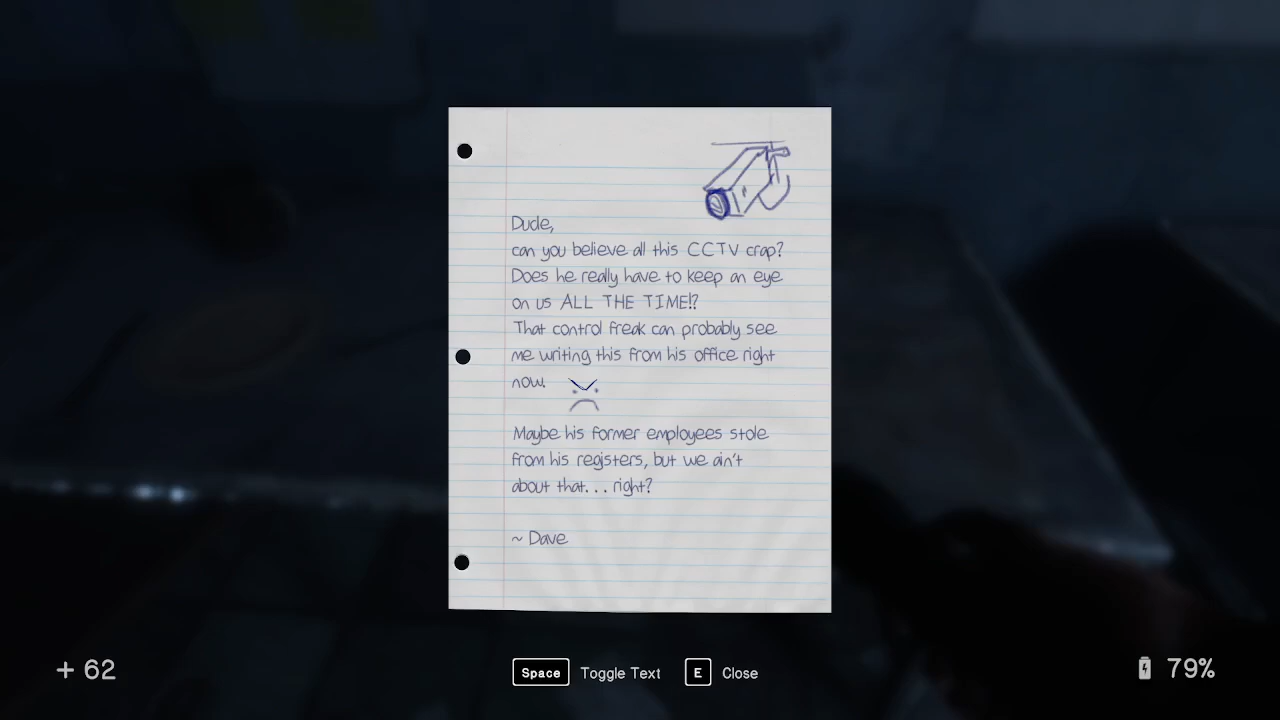 Dude,
can you believe all this CCTV crap?
Does he really have to keep an eye
on us ALL THE TIME!?
That control freak can probably see
me writing this from his office right
now.
Maybe his former employees stole
from his registers, but we ain't
about that... right?
~ Dave
+ 62
Space Toggle Text E Close
79%